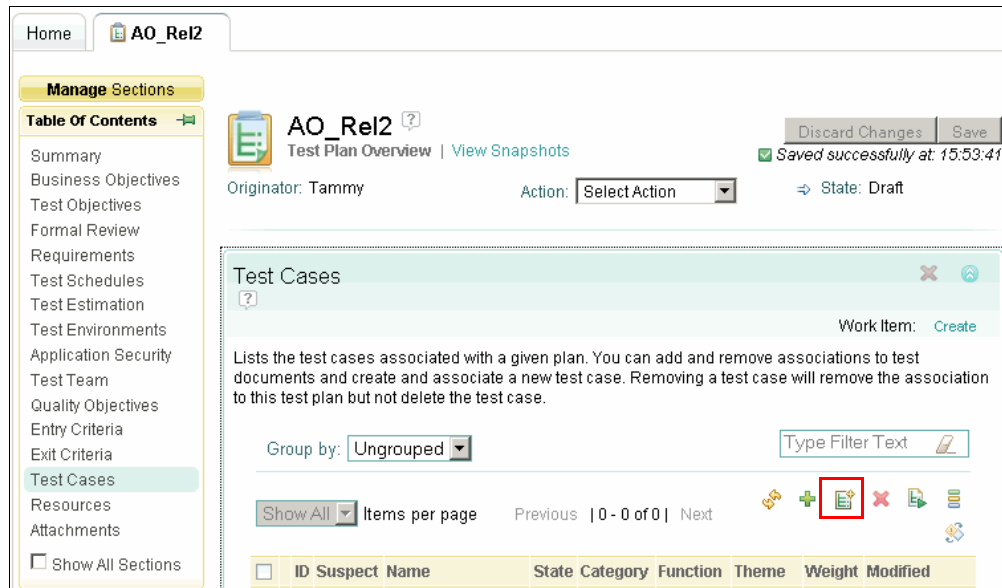 Home
AO_Rel2
Manage Sections
Table Of Contents
Summary
Business Objectives
Test Objectives
Formal Review
Requirements
Test Schedules
Test Estimation
Test Environments
Application Security
Test Team
Quality Objectives
Entry Criteria
Exit Criteria
Test Cases
Resources
Attachments
Show All Sections
AO_Rel2 ?
Test Plan Overview | View Snapshots
Discard Changes Save
Saved successfully at: 15:53:41
Originator: Tammy
Action: Select Action
State: Draft
Test Cases
?
Work Item: Create
Lists the test cases associated with a given plan. You can add and remove associations to test
documents and create and associate a new test case. Removing a test case will remove the association
to this test plan but not delete the test case.
Group by: Ungrouped
Type Filter Text
Show All Items per page Previous | 0 - 0 of 0 | Next
ID Suspect Name State Category Function Theme Weight Modified